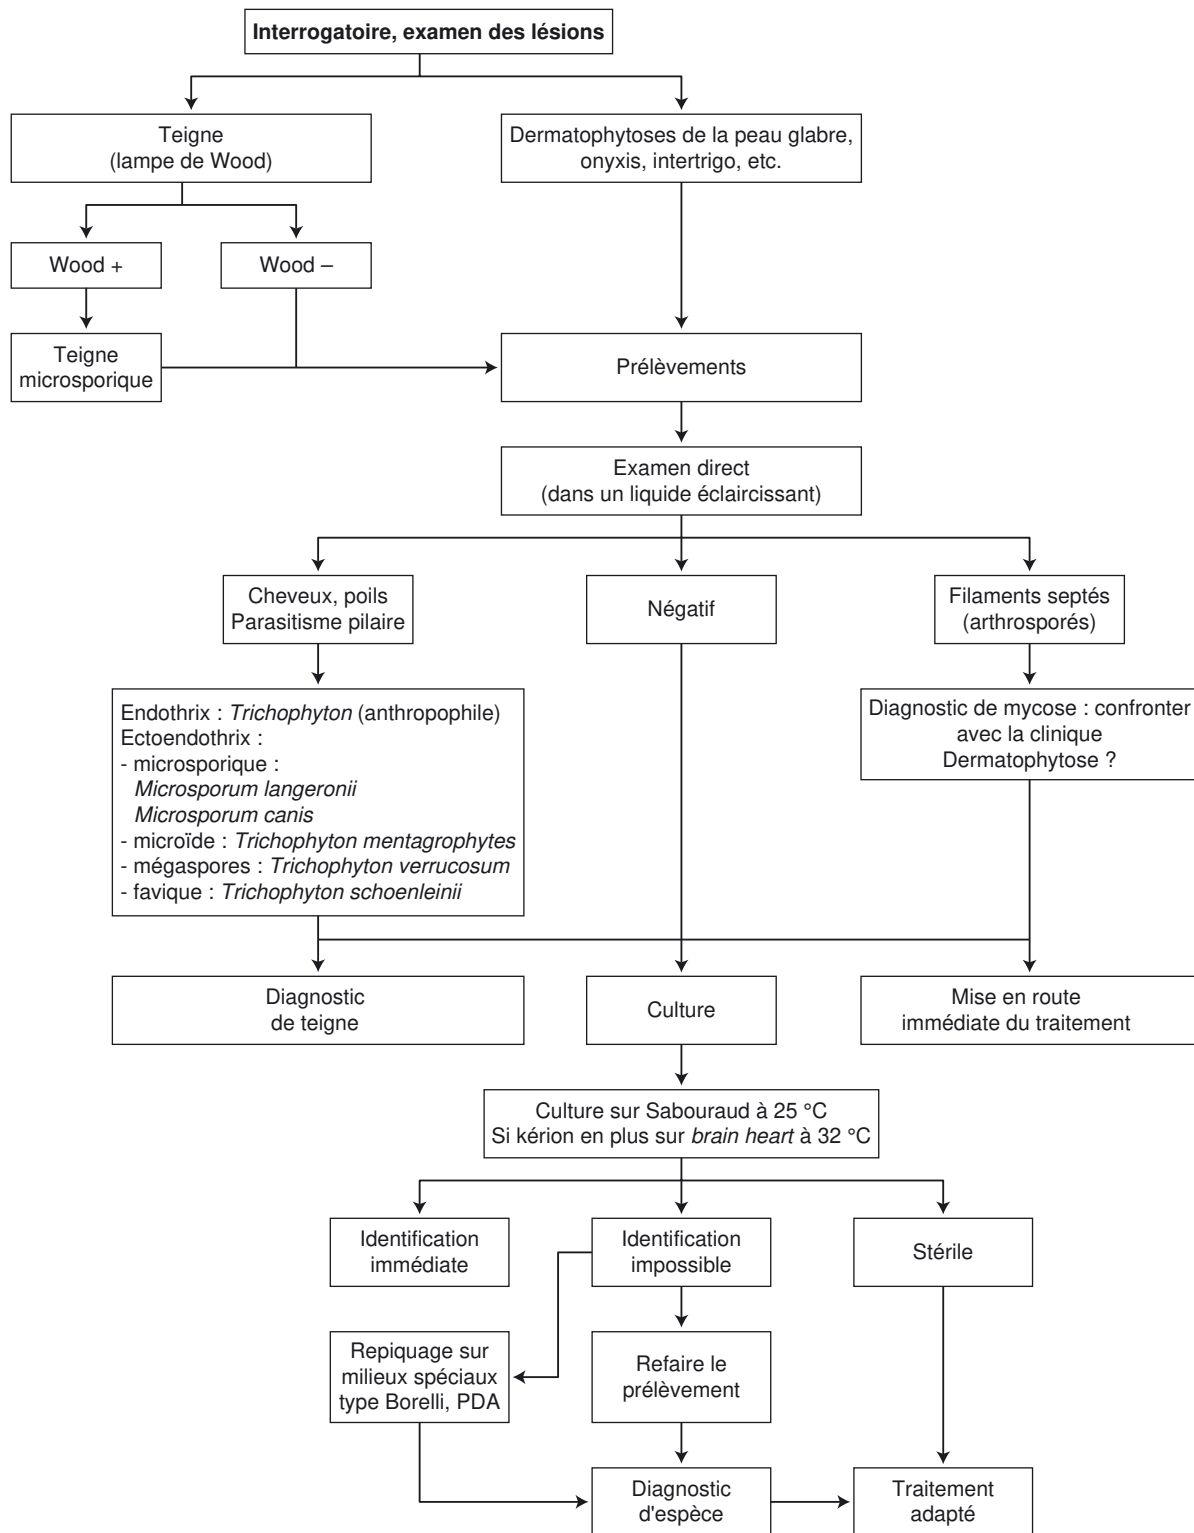 Interrogatoire, examen des lésions
Teigne
(lampe de Wood)
Dermatophytoses de la peau glabre,
onyxis, intertrigo, etc.
Wood +
Wood –
Teigne
microsporique
Prélèvements
Examen direct
(dans un liquide éclaircissant)
Cheveux, poils
Parasitisme pilaire
Négatif
Filaments septés
(arthrosporés)
Endothrix : Trichophyton (anthropophile)
Ectoendothrix :
- microsporique :
Microsporum langeronii
Microsporum canis
- microïde : Trichophyton mentagrophytes
- mégaspores : Trichophyton verrucosum
- favique : Trichophyton schoenleinii
Diagnostic de mycose : confronter
avec la clinique
Dermatophytose ?
Diagnostic
de teigne
Culture
Mise en route
immédiate du traitement
Culture sur Sabouraud à 25 °C
Si kérion en plus sur brain heart à 32 °C
Identification
immédiate
Identification
impossible
Stérile
Repiquage sur
milieux spéciaux
type Borelli, PDA
Refaire le
prélèvement
Diagnostic
d'espèce
Traitement
adapté